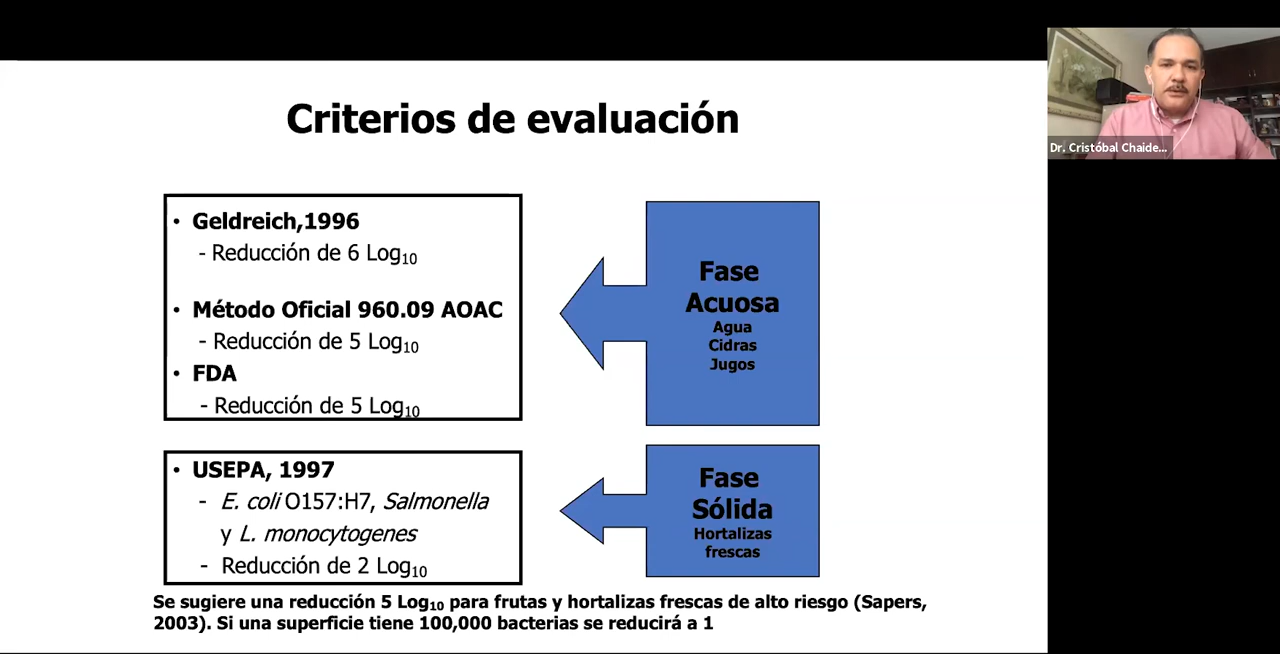 Criterios de evaluación
• Geldreich,1996
- Reducción de 6 Log₁₀
• Método Oficial 960.09 AOAC
- Reducción de 5 Log₁₀
• FDA
- Reducción de 5 Log₁₀
Fase
Acuosa
Agua
Cidras
Jugos
• USEPA, 1997
- E. coli O157:H7, Salmonella
y L. monocytogenes
- Reducción de 2 Log₁₀
Fase
Sólida
Hortalizas
frescas
Se sugiere una reducción 5 Log₁₀ para frutas y hortalizas frescas de alto riesgo (Sapers,
2003). Si una superficie tiene 100,000 bacterias se reducirá a 1
Dr. Cristóbal Chaide...